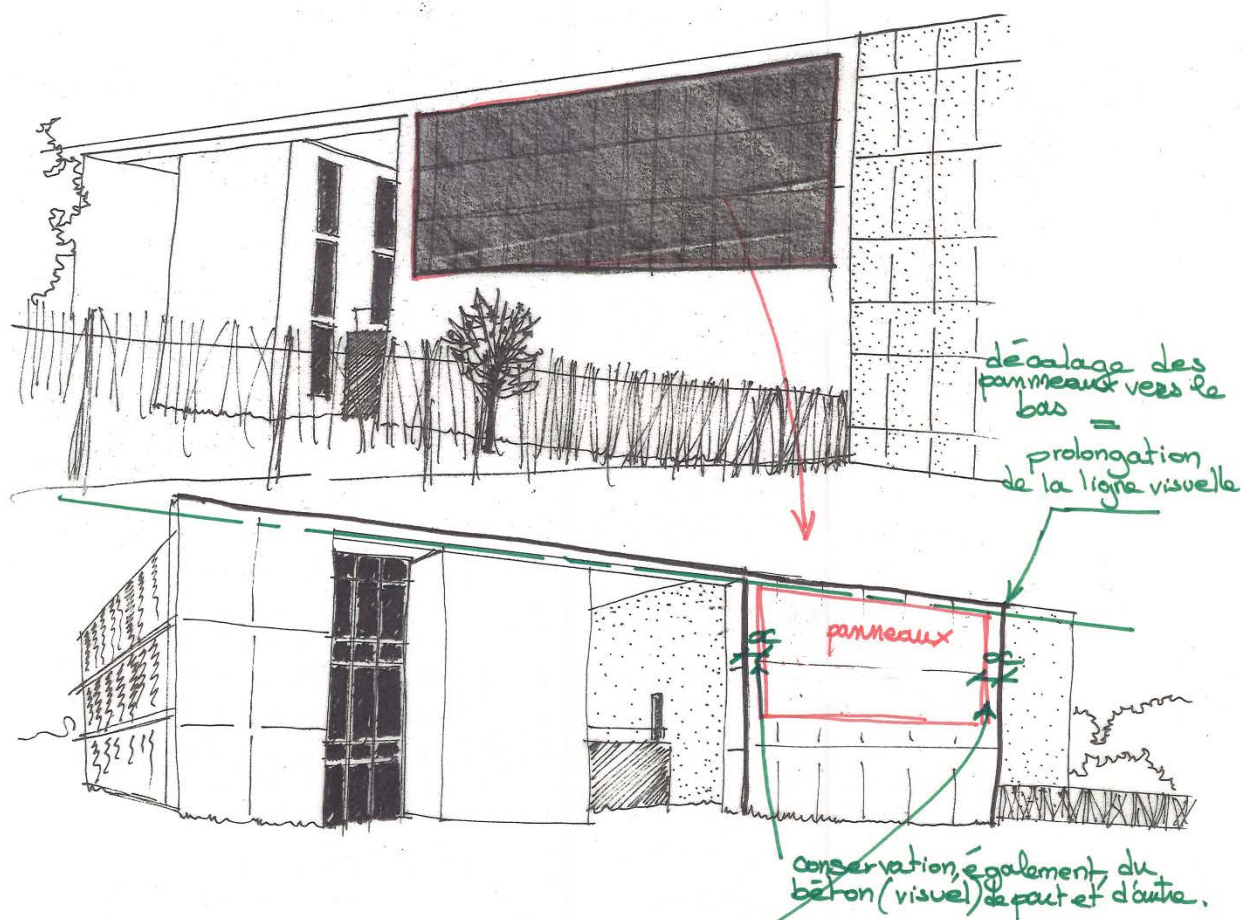 décalage des
panneaux vers le
bas
=
prolongation
de la ligne visuelle
panneaux
α
α
conservation, également, du
béton (visuel) de part et d'autre.